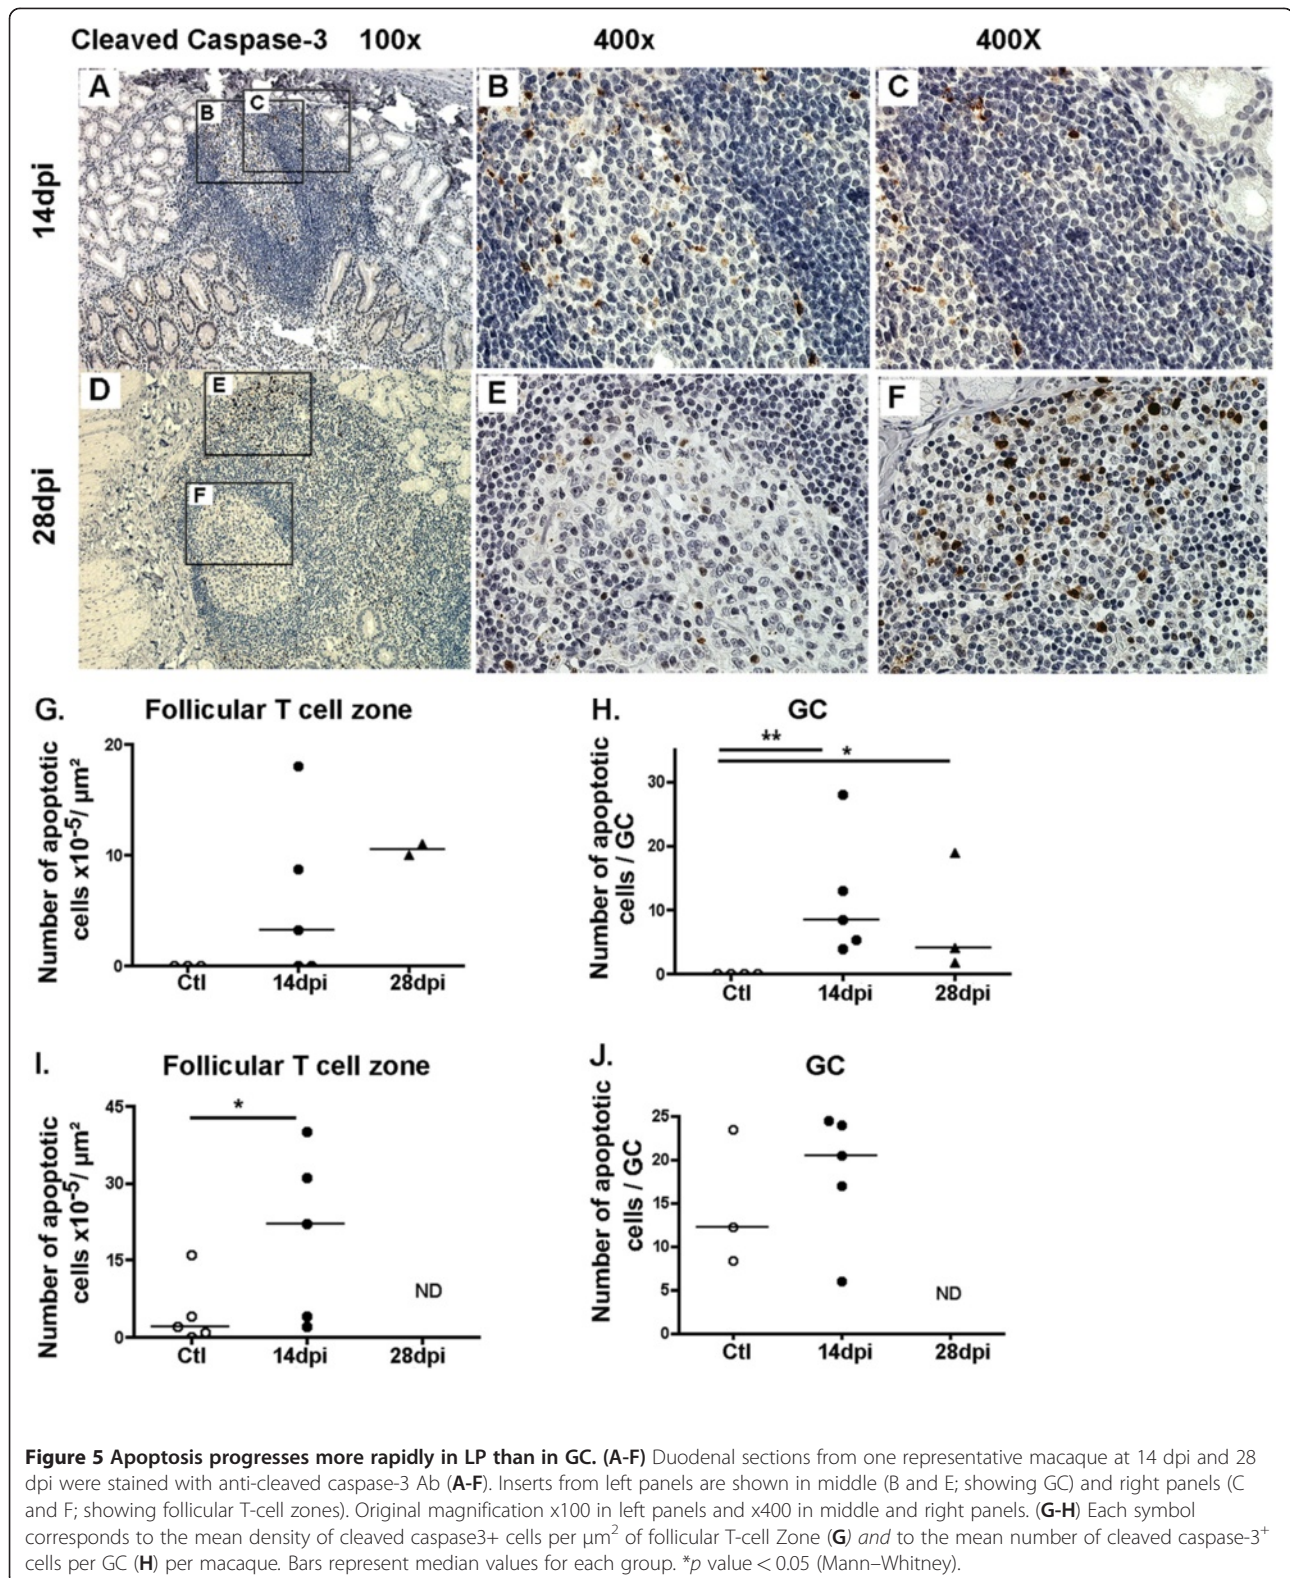 Cleaved Caspase-3 100x 400x 400X
14dpi
A
B
C
B
C
28dpi
D
E
F
E
F
G. Follicular T cell zone
Number of apoptotic
cells x10⁻⁵/ µm²
20
10
0
Ctl 14dpi 28dpi
H. GC
** 
*
Number of apoptotic
cells / GC
30
20
10
0
Ctl 14dpi 28dpi
I. Follicular T cell zone
Number of apoptotic
cells x10⁻⁵/ µm²
45
30
15
0
*
ND
Ctl 14dpi 28dpi
J. GC
Number of apoptotic
cells / GC
25
20
15
10
5
0
ND
Ctl 14dpi 28dpi
Figure 5 Apoptosis progresses more rapidly in LP than in GC. (A-F) Duodenal sections from one representative macaque at 14 dpi and 28
dpi were stained with anti-cleaved caspase-3 Ab (A-F). Inserts from left panels are shown in middle (B and E; showing GC) and right panels (C
and F; showing follicular T-cell zones). Original magnification x100 in left panels and x400 in middle and right panels. (G-H) Each symbol
corresponds to the mean density of cleaved caspase3+ cells per µm² of follicular T-cell Zone (G) and to the mean number of cleaved caspase-3⁺
cells per GC (H) per macaque. Bars represent median values for each group. *p value < 0.05 (Mann–Whitney).